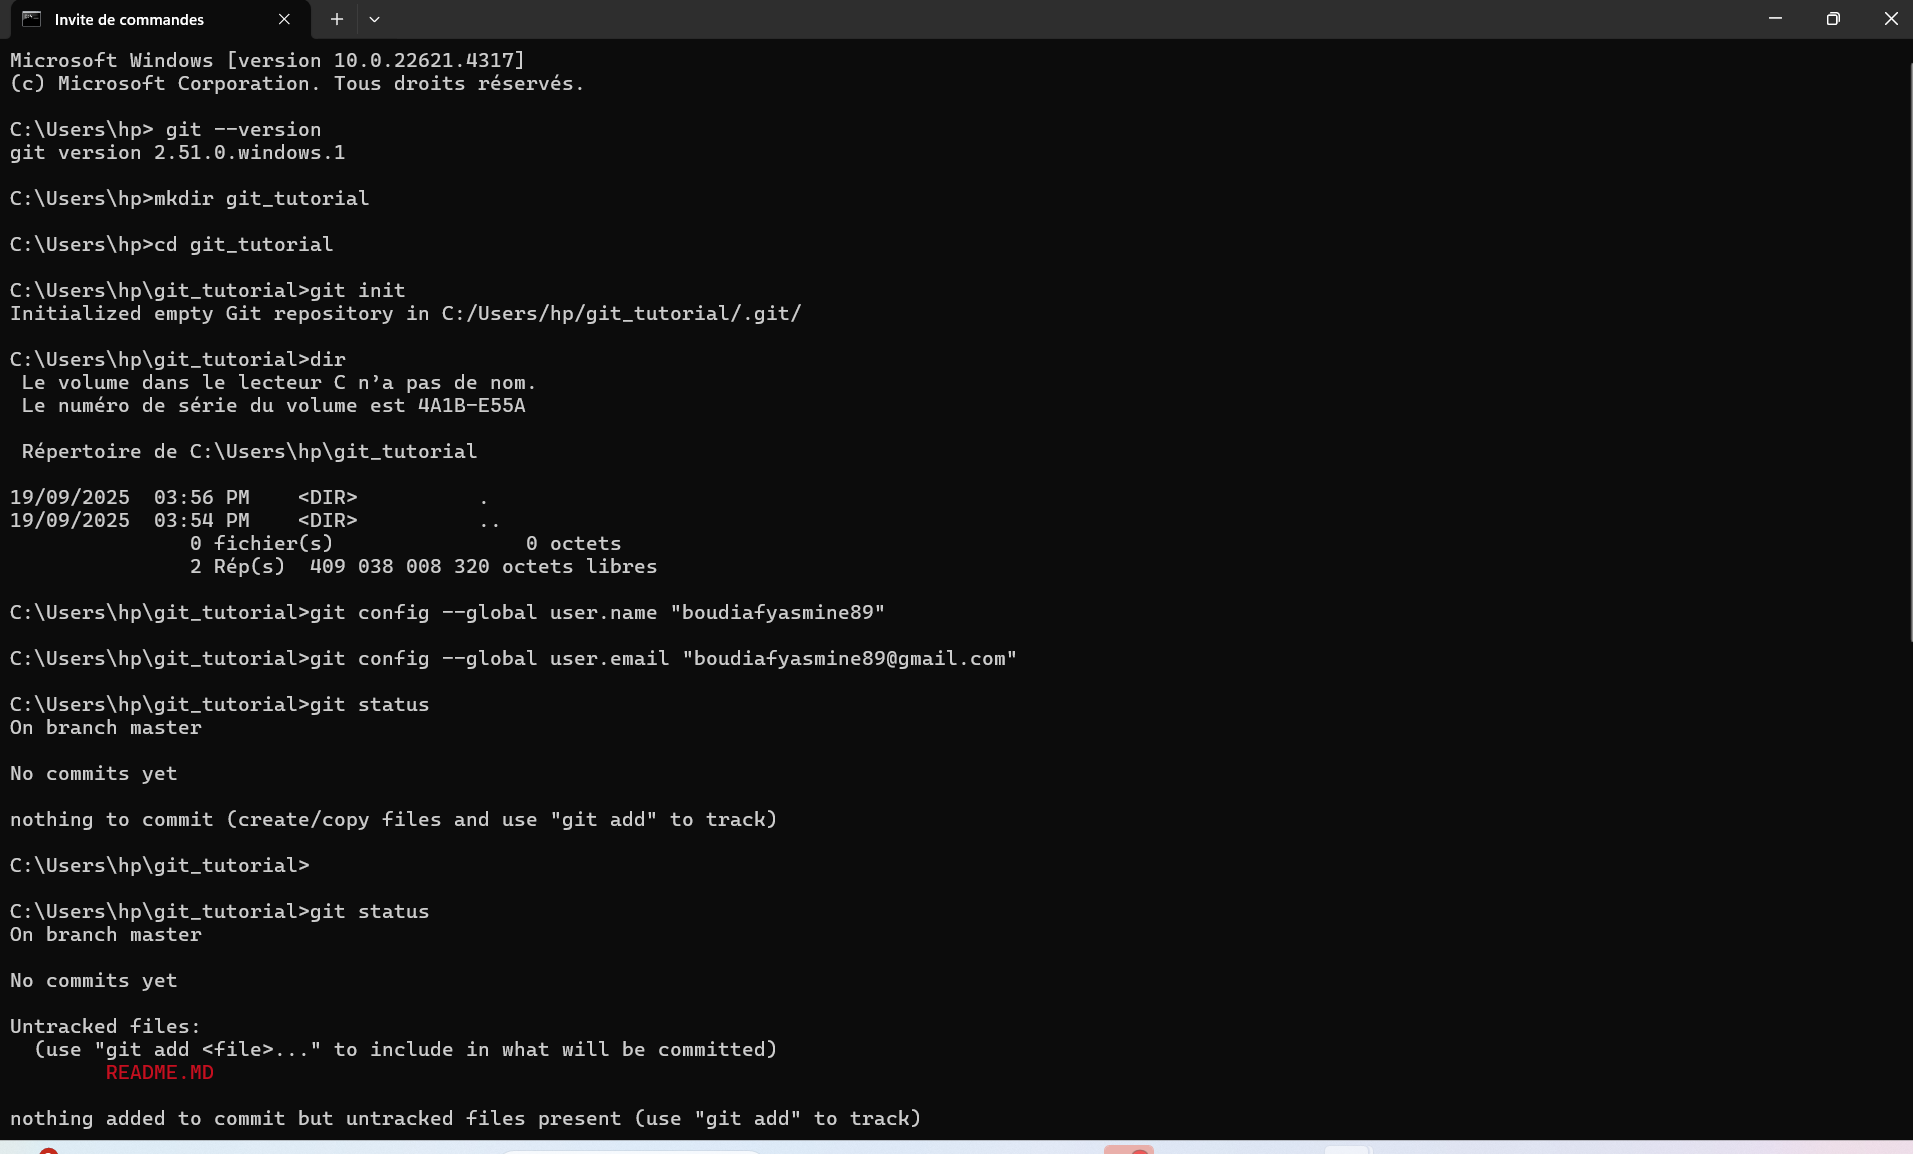 Invite de commandes
Microsoft Windows [version 10.0.22621.4317]
(c) Microsoft Corporation. Tous droits réservés.
C:\Users\hp> git --version
git version 2.51.0.windows.1
C:\Users\hp>mkdir git_tutorial
C:\Users\hp>cd git_tutorial
C:\Users\hp\git_tutorial>git init
Initialized empty Git repository in C:/Users/hp/git_tutorial/.git/
C:\Users\hp\git_tutorial>dir
 Le volume dans le lecteur C n’a pas de nom.
 Le numéro de série du volume est 4A1B-E55A
 Répertoire de C:\Users\hp\git_tutorial
19/09/2025  03:56 PM    <DIR>          .
19/09/2025  03:54 PM    <DIR>          ..
               0 fichier(s)                0 octets
               2 Rép(s)  409 038 008 320 octets libres
C:\Users\hp\git_tutorial>git config --global user.name "boudiafyasmine89"
C:\Users\hp\git_tutorial>git config --global user.email "boudiafyasmine89@gmail.com"
C:\Users\hp\git_tutorial>git status
On branch master
No commits yet
nothing to commit (create/copy files and use "git add" to track)
C:\Users\hp\git_tutorial>
C:\Users\hp\git_tutorial>git status
On branch master
No commits yet
Untracked files:
  (use "git add <file>..." to include in what will be committed)
        README.MD
nothing added to commit but untracked files present (use "git add" to track)